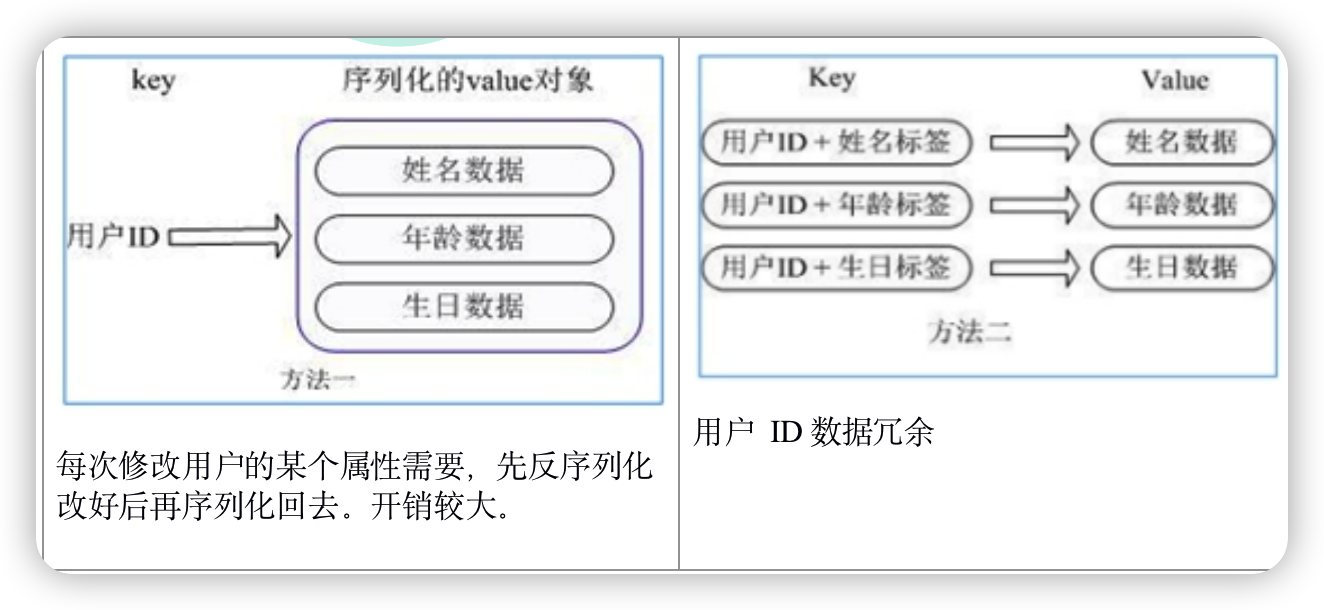 key 序列化的value对象
用户ID
姓名数据
年龄数据
生日数据
方法一
每次修改用户的某个属性需要，先反序列化
改好后再序列化回去。开销较大。
Key Value
用户ID + 姓名标签 姓名数据
用户ID + 年龄标签 年龄数据
用户ID + 生日标签 生日数据
方法二
用户 ID 数据冗余